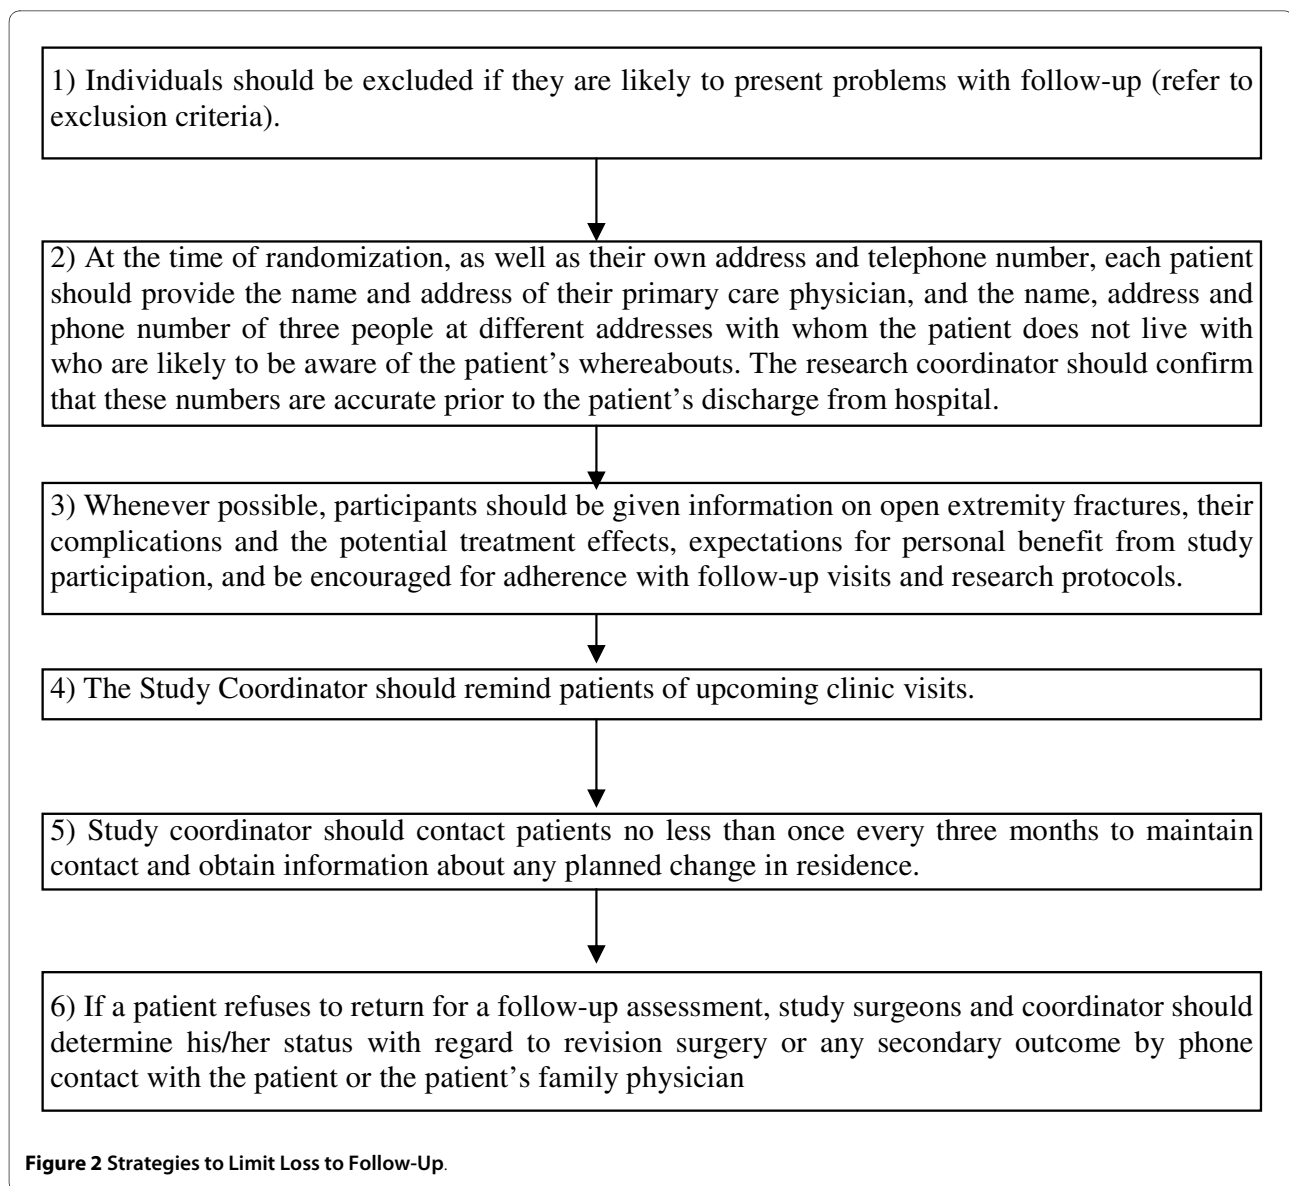 1) Individuals should be excluded if they are likely to present problems with follow-up (refer to
exclusion criteria).
2) At the time of randomization, as well as their own address and telephone number, each patient
should provide the name and address of their primary care physician, and the name, address and
phone number of three people at different addresses with whom the patient does not live with
who are likely to be aware of the patient's whereabouts. The research coordinator should confirm
that these numbers are accurate prior to the patient's discharge from hospital.
3) Whenever possible, participants should be given information on open extremity fractures, their
complications and the potential treatment effects, expectations for personal benefit from study
participation, and be encouraged for adherence with follow-up visits and research protocols.
4) The Study Coordinator should remind patients of upcoming clinic visits.
5) Study coordinator should contact patients no less than once every three months to maintain
contact and obtain information about any planned change in residence.
6) If a patient refuses to return for a follow-up assessment, study surgeons and coordinator should
determine his/her status with regard to revision surgery or any secondary outcome by phone
contact with the patient or the patient's family physician
Figure 2 Strategies to Limit Loss to Follow-Up.